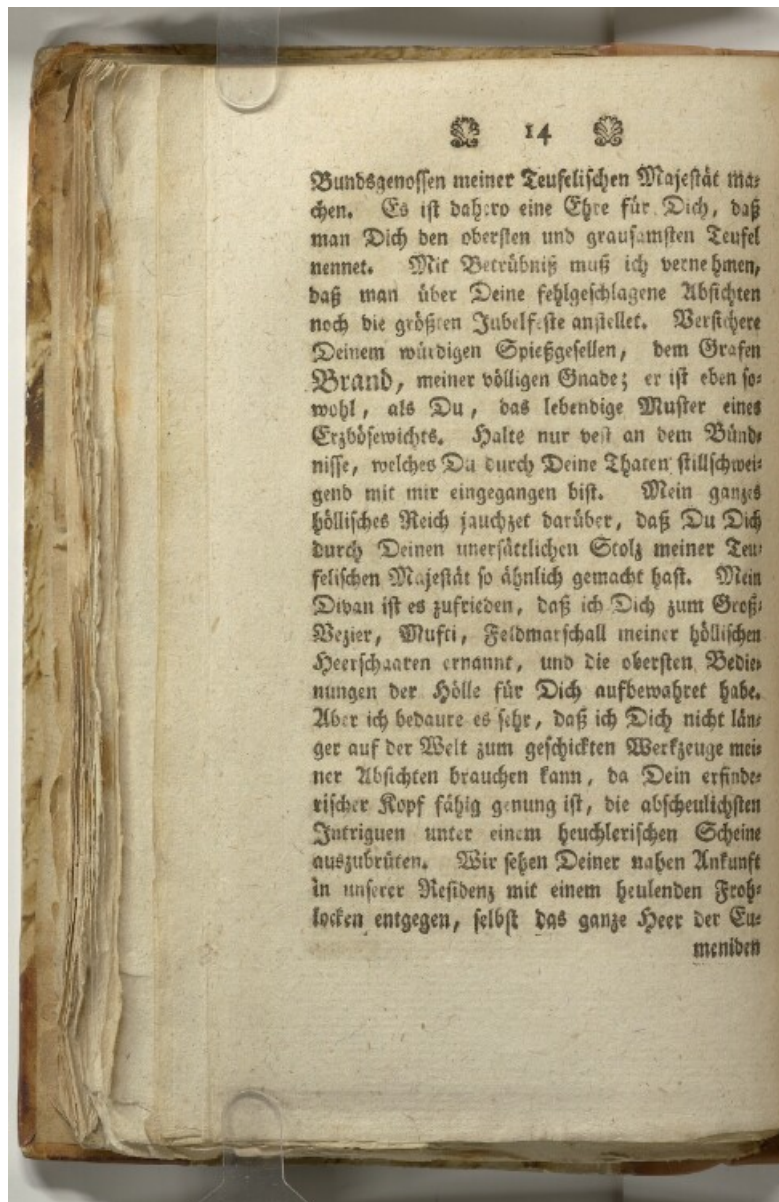 14
Bundsgenossen meiner Teufelischen Majestät ma-
chen. Es ist dahero eine Ehre für Dich, daß
man Dich den obersten und grausamsten Teufel
nennet. Mit Betrübniß muß ich vernehmen,
daß man über Deine fehlgeschlagene Absichten
noch die größten Jubelfeste anstellet. Versichere
Deinem würdigen Spießgesellen, dem Grafen
Brand, meiner völligen Gnade; er ist eben so-
wohl, als Du, das lebendige Muster eines
Erzbösewichts. Halte nur vest an dem Bünd-
nisse, welches Du durch Deine Thaten stillschwei-
gend mit mir eingegangen bist. Mein ganzes
höllisches Reich jauchzet darüber, daß Du Dich
durch Deinen unersättlichen Stolz meiner Teu-
felischen Majestät so ähnlich gemacht hast. Mein
Divan ist es zufrieden, daß ich Dich zum Groß-
Vezier, Mufti, Feldmarschall meiner höllischen
Heerschaaren ernannt, und die obersten Bedie-
nungen der Hölle für Dich aufbewahret habe.
Aber ich bedaure es sehr, daß ich Dich nicht län-
ger auf der Welt zum geschickten Werkzeuge mei-
ner Absichten brauchen kann, da Dein erfinde-
rischer Kopf fähig genung ist, die abscheulichsten
Intriguen unter einem heuchlerischen Scheine
auszubrüten. Wir sehen Deiner nahen Ankunft
in unserer Residenz mit einem heulenden Froh-
locken entgegen, selbst das ganze Heer der Eu-
meniden